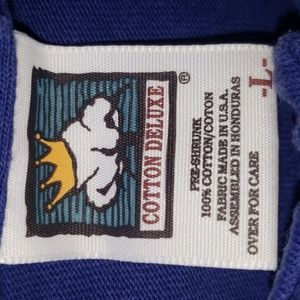 COTTON DELUXE
®
PRE-SHRUNK
100% COTTON/COTON
FABRIC MADE IN U.S.A.
ASSEMBLED IN HONDURAS
OVER FOR CARE
-L-